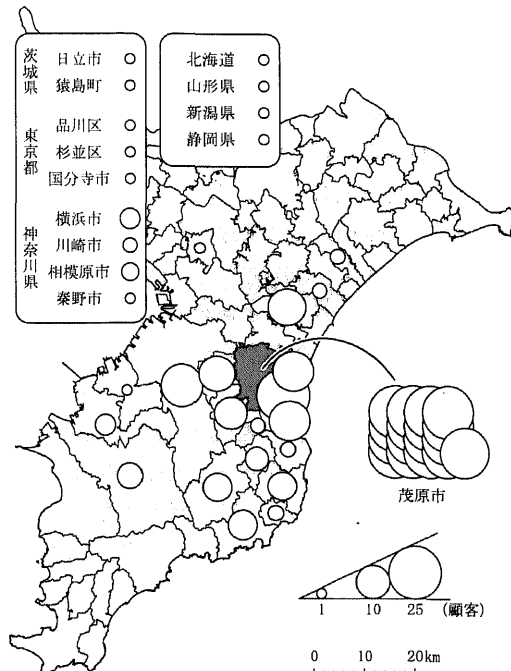 茨城県
日立市
猿島町
東京都
品川区
杉並区
国分寺市
神奈川県
横浜市
川崎市
相模原市
秦野市
北海道
山形県
新潟県
静岡県
茂原市
1 10 25 (顧客)
0 10 20km